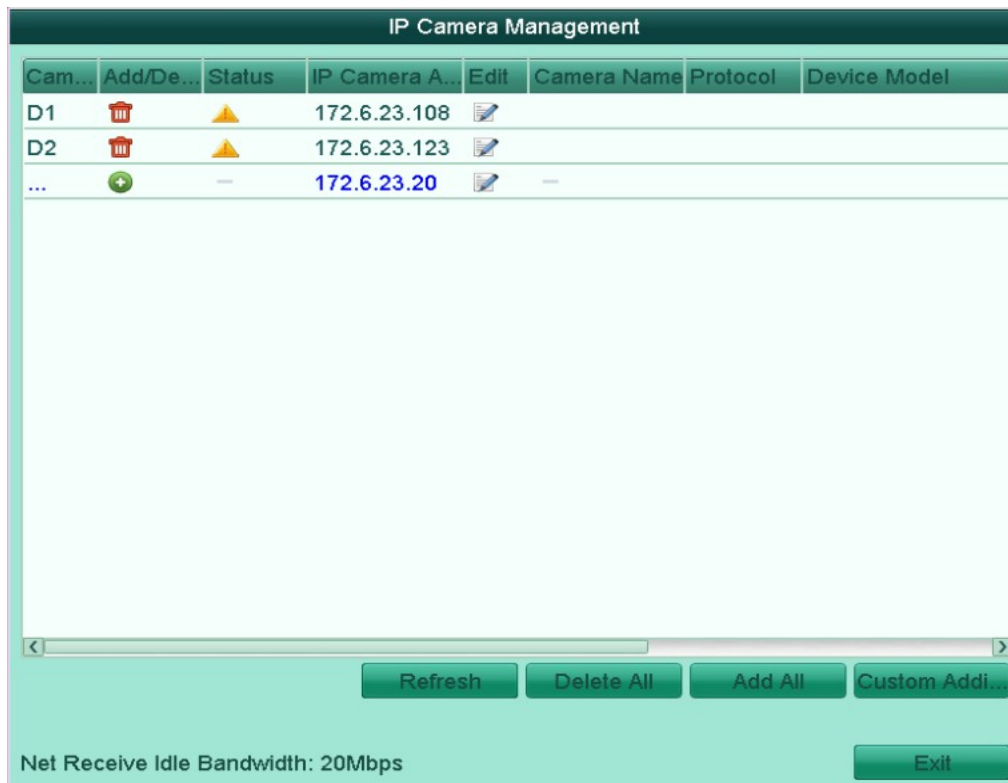 IP Camera Management
Cam... Add/De... Status IP Camera A... Edit Camera Name Protocol Device Model
D1 172.6.23.108
D2 172.6.23.123
... — 172.6.23.20 —
Refresh Delete All Add All Custom Addi...
Net Receive Idle Bandwidth: 20Mbps Exit